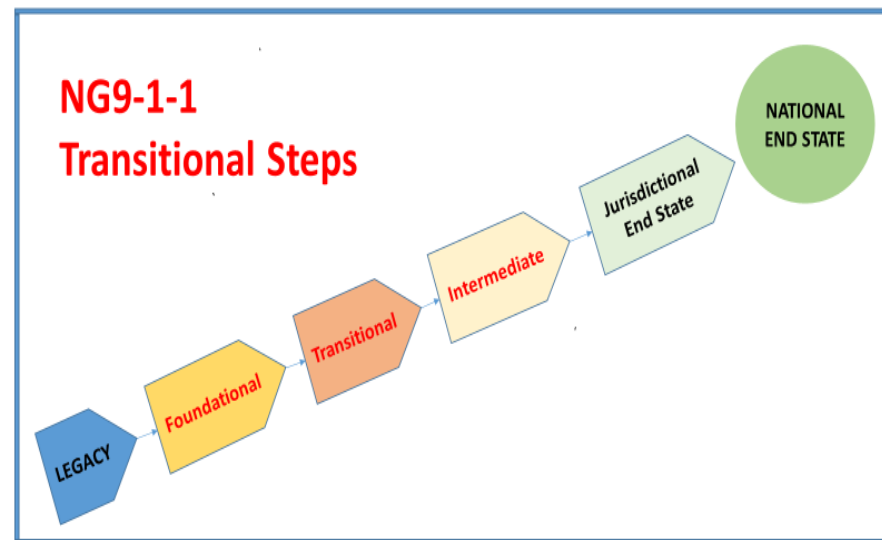 NG9-1-1
Transitional Steps
NATIONAL
END STATE
Jurisdictional
End State
Intermediate
Transitional
Foundational
LEGACY